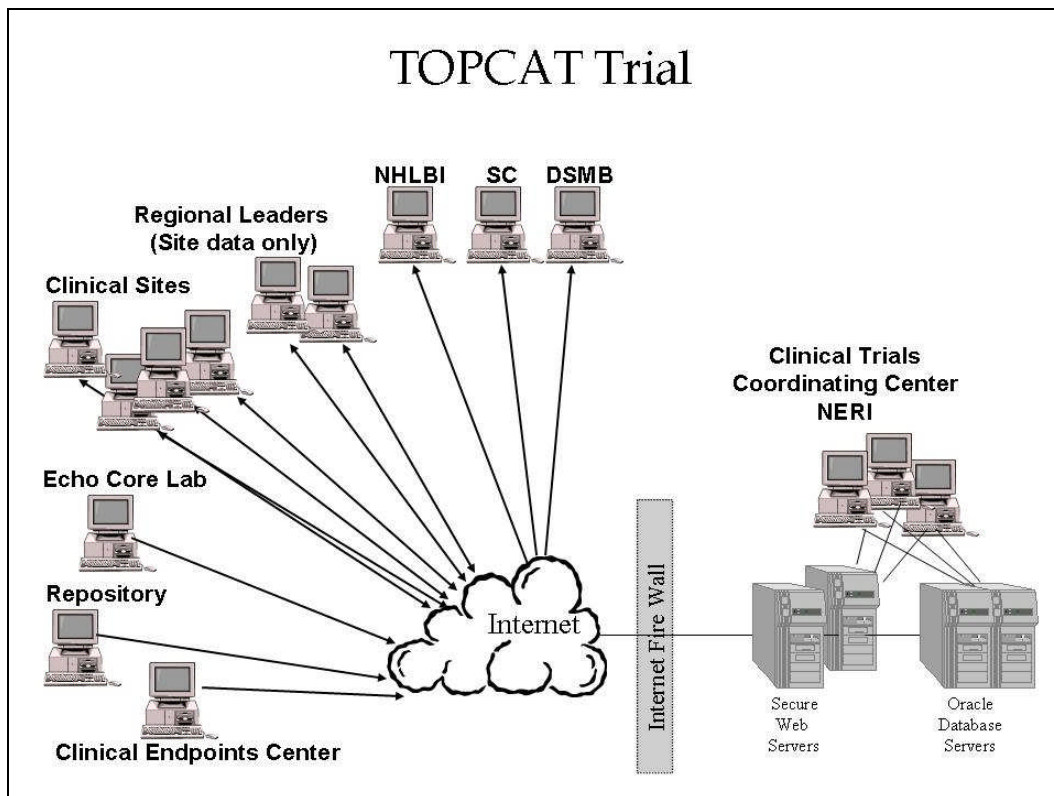 TOPCAT Trial
NHLBI
SC
DSMB
Regional Leaders
(Site data only)
Clinical Sites
Clinical Trials
Coordinating Center
NERI
Echo Core Lab
Repository
Internet
Internet Fire Wall
Clinical Endpoints Center
Secure
Web
Servers
Oracle
Database
Servers